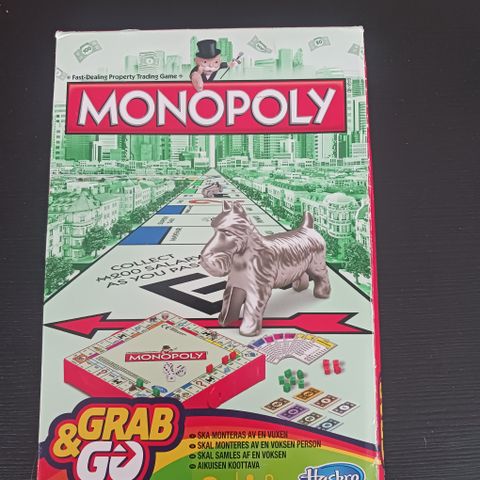 Fast-Dealing Property Trading Game
MONOPOLY
COLLECT
₩200 SALARY
AS YOU PASS
MONOPOLY
GRAB
& GO
SKA MONTERAS AV EN VUXEN
SKAL MONTERES AV EN VOKSEN PERSON
SKAL SAMLES AF EN VOKSEN
AIKUISEN KOOTTAVA
Hasbro